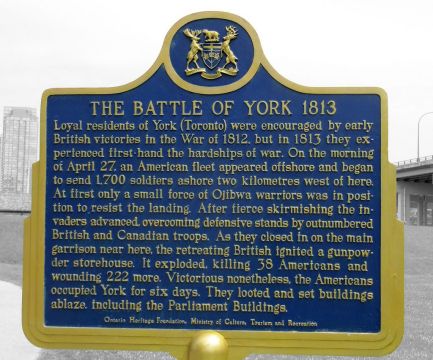 THE BATTLE OF YORK 1813
Loyal residents of York (Toronto) were encouraged by early
British victories in the War of 1812, but in 1813 they ex-
perienced first-hand the hardships of war. On the morning
of April 27, an American fleet appeared offshore and began
to send 1,700 soldiers ashore two kilometres west of here.
At first only a small force of Ojibwa warriors was in posi-
tion to resist the landing. After fierce skirmishing the in-
vaders advanced, overcoming defensive stands by outnumbered
British and Canadian troops. As they closed in on the main
garrison near here, the retreating British ignited a gunpow-
der storehouse. It exploded, killing 38 Americans and
wounding 222 more. Victorious nonetheless, the Americans
occupied York for six days. They looted and set buildings
ablaze, including the Parliament Buildings.
Ontario Heritage Foundation, Ministry of Culture, Tourism and Recreation